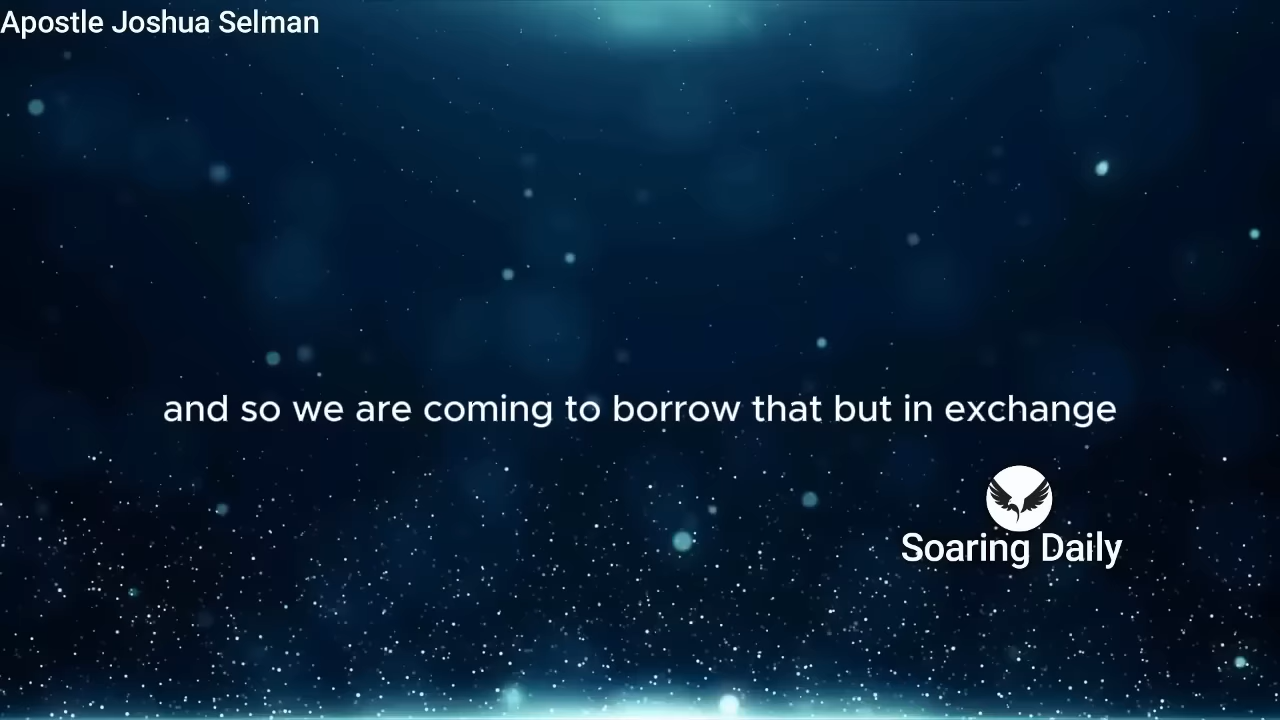 Apostle Joshua Selman
and so we are coming to borrow that but in exchange
Soaring Daily